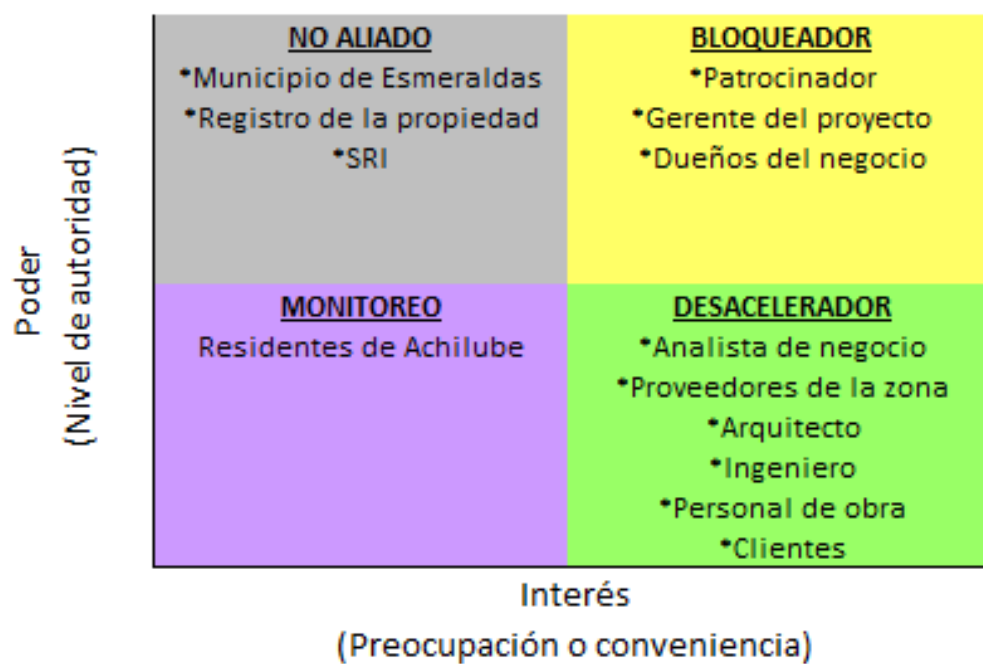 Poder
(Nivel de autoridad)
NO ALIADO
*Municipio de Esmeraldas
*Registro de la propiedad
*SRI
BLOQUEADOR
*Patrocinador
*Gerente del proyecto
*Dueños del negocio
MONITOREO
Residentes de Achilube
DESACELERADOR
*Analista de negocio
*Proveedores de la zona
*Arquitecto
*Ingeniero
*Personal de obra
*Clientes
Interés
(Preocupación o conveniencia)